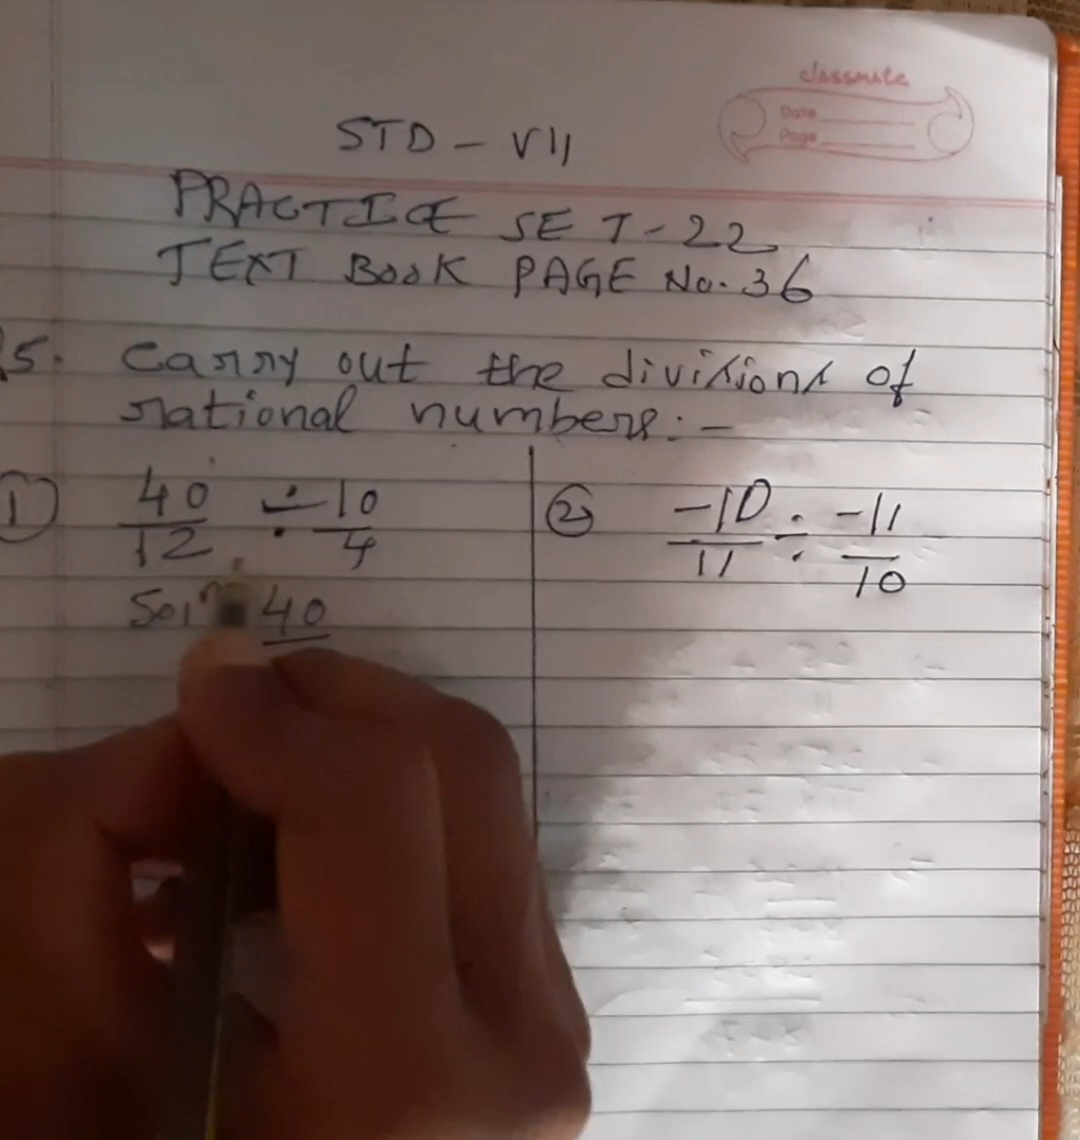 classmate
Date
Page
STD - VII
PRACTICE SET-22
TEXT BOOK PAGE No. 36
5. Carry out the divisions of
rational numbers:-
① 40/12 ÷ 10/4
② -10/11 ÷ -11/10
Solⁿ 40